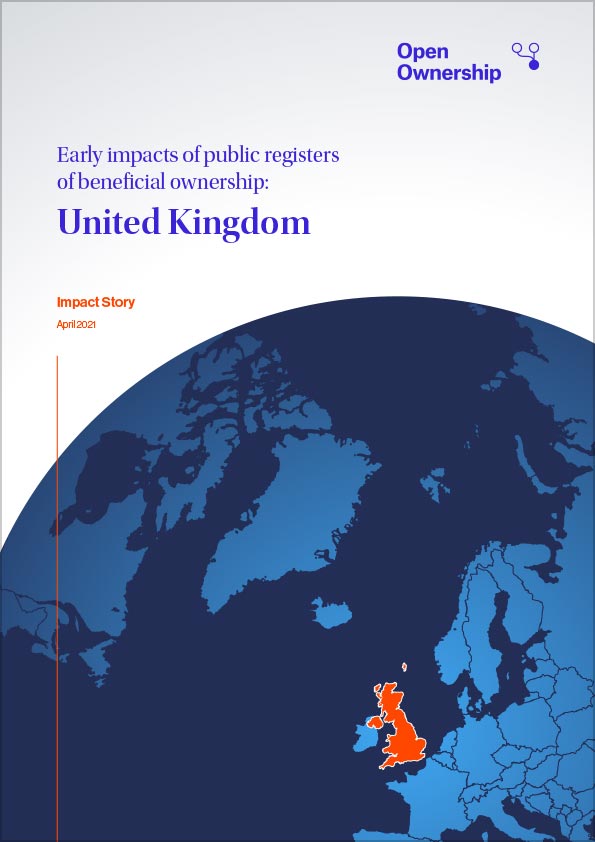 Open
Ownership
Early impacts of public registers
of beneficial ownership:
United Kingdom
Impact Story
April 2021